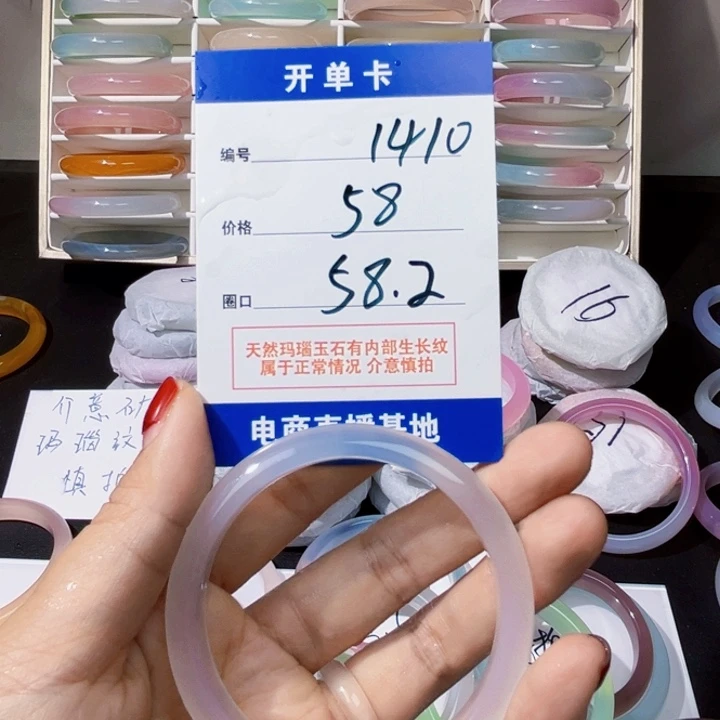 开单卡
编号 1410
价格 58
圈口 58.2
天然玛瑙玉石有内部生长纹
属于正常情况 介意慎拍
电商直播基地
16
介意
玛瑙纹
慎拍